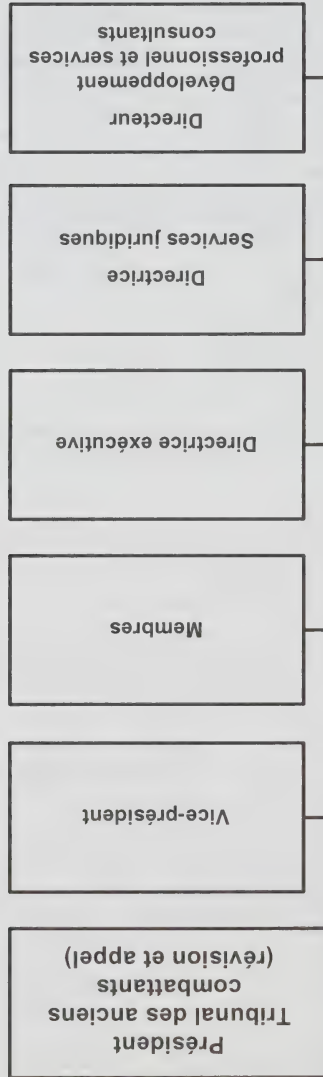 Président
Tribunal des anciens
combattants
(révision et appel)
Vice-président
Membres
Directrice exécutive
Directrice
Services juridiques
Directeur
Développement
professionnel et services
consultants